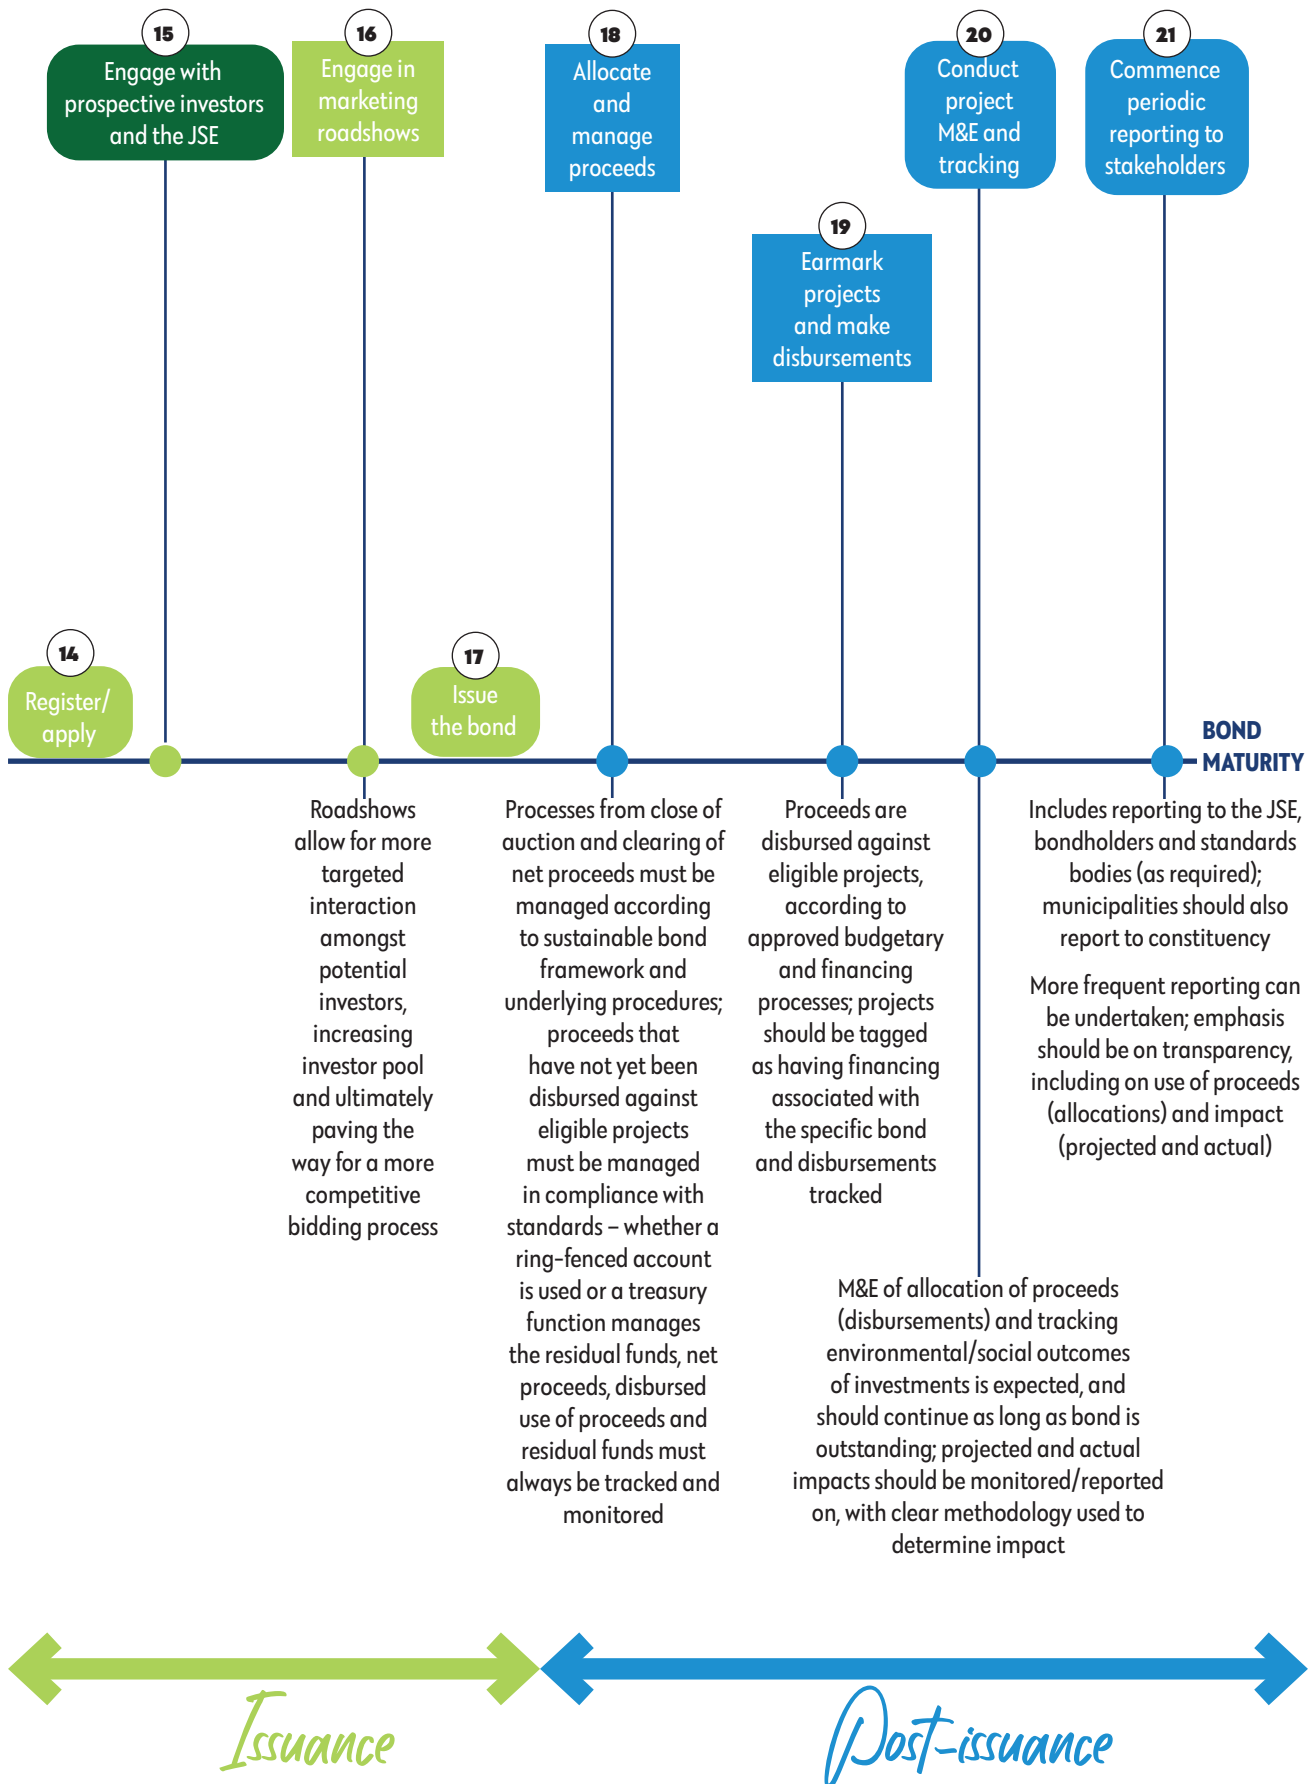 15
Engage with
prospective investors
and the JSE
16
Engage in
marketing
roadshows
18
Allocate
and
manage
proceeds
19
Earmark
projects
and make
disbursements
20
Conduct
project
M&E and
tracking
21
Commence
periodic
reporting to
stakeholders
14
Register/
apply
17
Issue
the bond
BOND
MATURITY
Roadshows
allow for more
targeted
interaction
amongst
potential
investors,
increasing
investor pool
and ultimately
paving the
way for a more
competitive
bidding process
Processes from close of
auction and clearing of
net proceeds must be
managed according
to sustainable bond
framework and
underlying procedures;
proceeds that
have not yet been
disbursed against
eligible projects
must be managed
in compliance with
standards – whether a
ring-fenced account
is used or a treasury
function manages
the residual funds, net
proceeds, disbursed
use of proceeds and
residual funds must
always be tracked and
monitored
Proceeds are
disbursed against
eligible projects,
according to
approved budgetary
and financing
processes; projects
should be tagged
as having financing
associated with
the specific bond
and disbursements
tracked
M&E of allocation of proceeds
(disbursements) and tracking
environmental/social outcomes
of investments is expected, and
should continue as long as bond is
outstanding; projected and actual
impacts should be monitored/reported
on, with clear methodology used to
determine impact
Includes reporting to the JSE,
bondholders and standards
bodies (as required);
municipalities should also
report to constituency
More frequent reporting can
be undertaken; emphasis
should be on transparency,
including on use of proceeds
(allocations) and impact
(projected and actual)
Issuance
Post-issuance